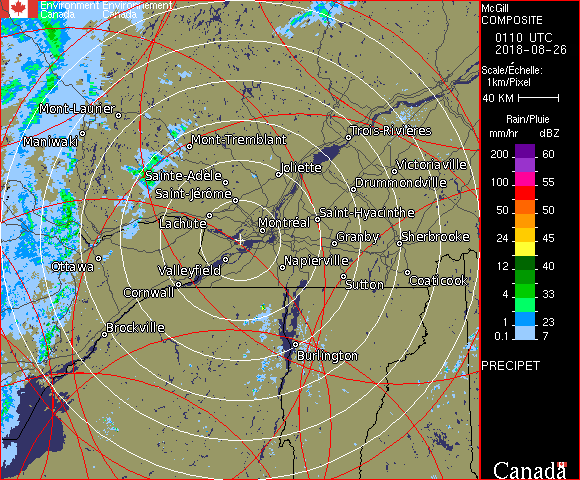 Environment Environnement
Canada Canada
McGill
COMPOSITE
0110 UTC
2018-08-26
Scale/Échelle:
1km/Pixel
40 KM
Rain/Pluie
mm/hr dBZ
200 60
100 55
50 50
24 45
12 40
4 33
1 23
0.1 7
PRECIPET
Canada
Mont-Laurier
Maniwaki
Mont-Tremblant
Trois-Rivières
Sainte-Adèle
Joliette
Victoriaville
Saint-Jérôme
Drummondville
Lachute
Saint-Hyacinthe
Montréal
Granby
Sherbrooke
Ottawa
Valleyfield
Napierville
Cornwall
Sutton
Coaticook
Brockville
Burlington